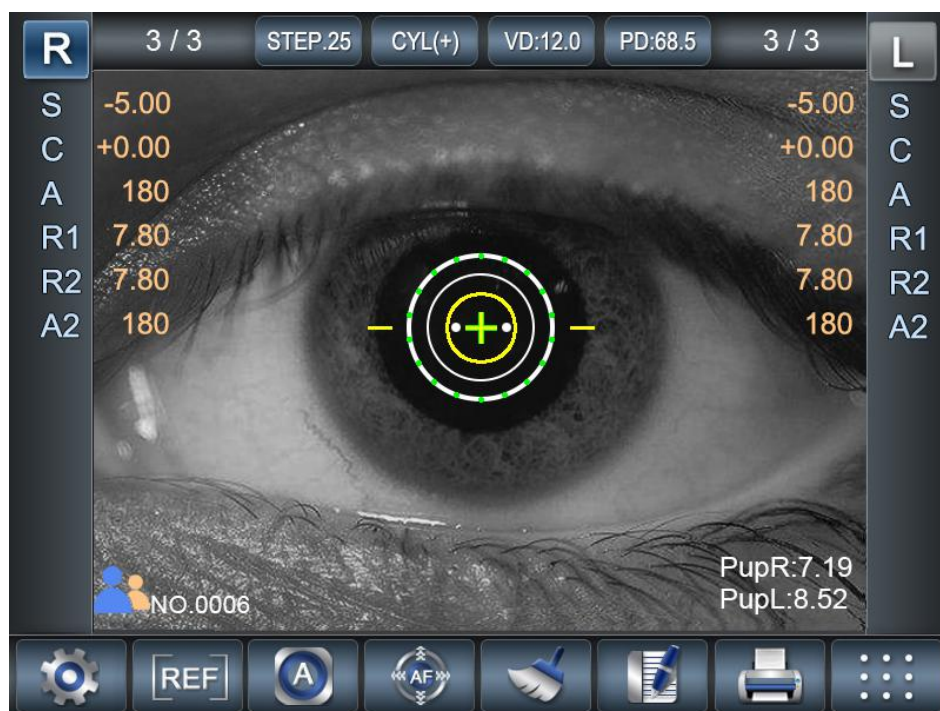 R 3 / 3 STEP.25 CYL(+) VD:12.0 PD:68.5 3 / 3 L
S -5.00 -5.00 S
C +0.00 +0.00 C
A 180 180 A
R1 7.80 7.80 R1
R2 7.80 7.80 R2
A2 180 180 A2
PupR:7.19
NO.0006 PupL:8.52
REF A AF